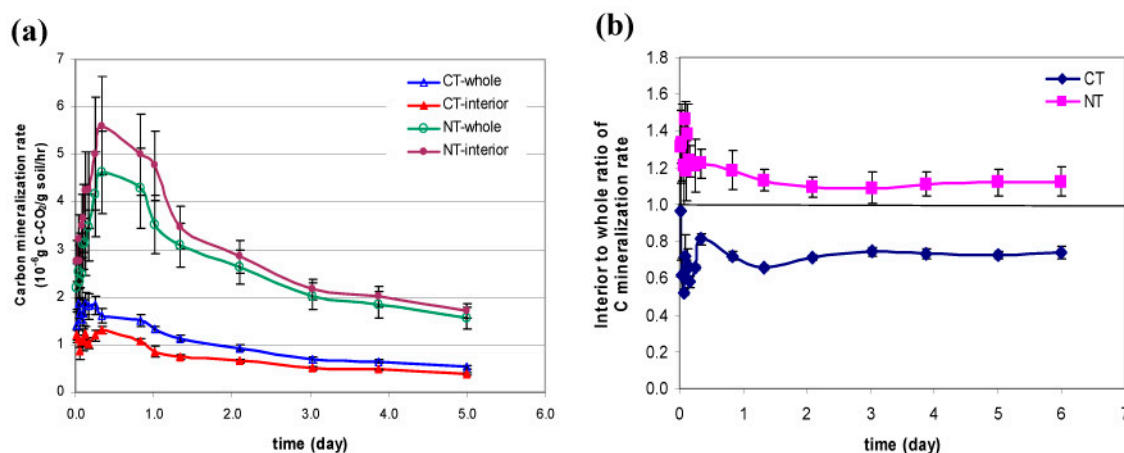 (a)
Carbon mineralization rate
(10⁻⁶g C-CO₂/g soil/hr)
7
6
5
4
3
2
1
0
CT-whole
CT-interior
NT-whole
NT-interior
0.0 1.0 2.0 3.0 4.0 5.0 6.0
time (day)
(b)
Interior to whole ratio of
C mineralization rate
1.8
1.6
1.4
1.2
1.0
0.8
0.6
0.4
0.2
0.0
CT
NT
0 1 2 3 4 5 6 7
time (day)